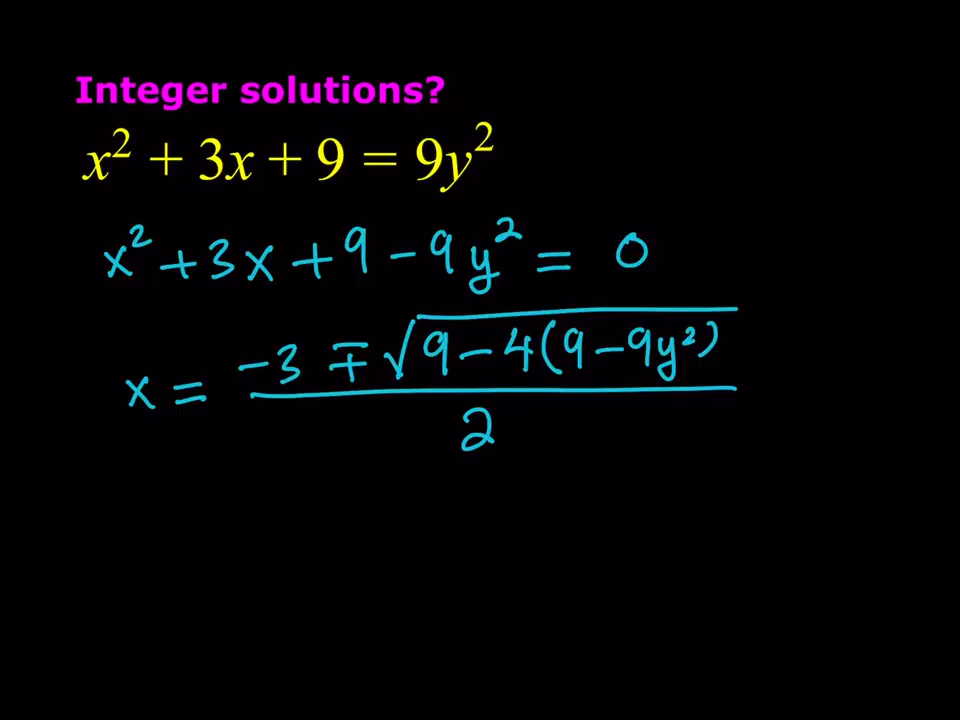 Integer solutions?
x² + 3x + 9 = 9y²
x² + 3x + 9 − 9y² = 0
x = (−3 ∓ √(9 − 4(9 − 9y²))) / 2